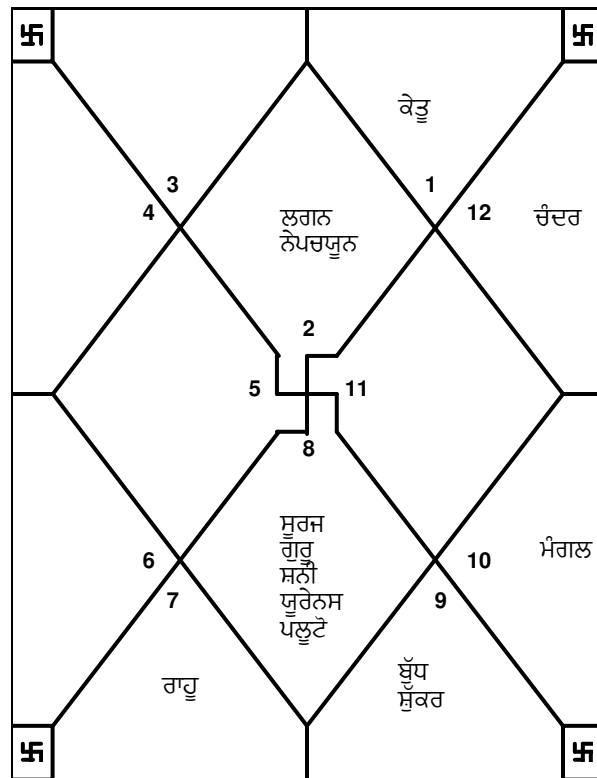 ਕੇਤੂ
3
1
4
12
ਚੰਦਰ
ਲਗਨ
ਨੇਪਚਯੂਨ
2
5
11
8
ਸੂਰਜ
ਗੁਰੂ
ਸ਼ਨੀ
ਯੂਰੇਨਸ
ਪਲੂਟੋ
6
10
ਮੰਗਲ
7
9
ਰਾਹੂ
ਬੁੱਧ
ਸ਼ੁੱਕਰ